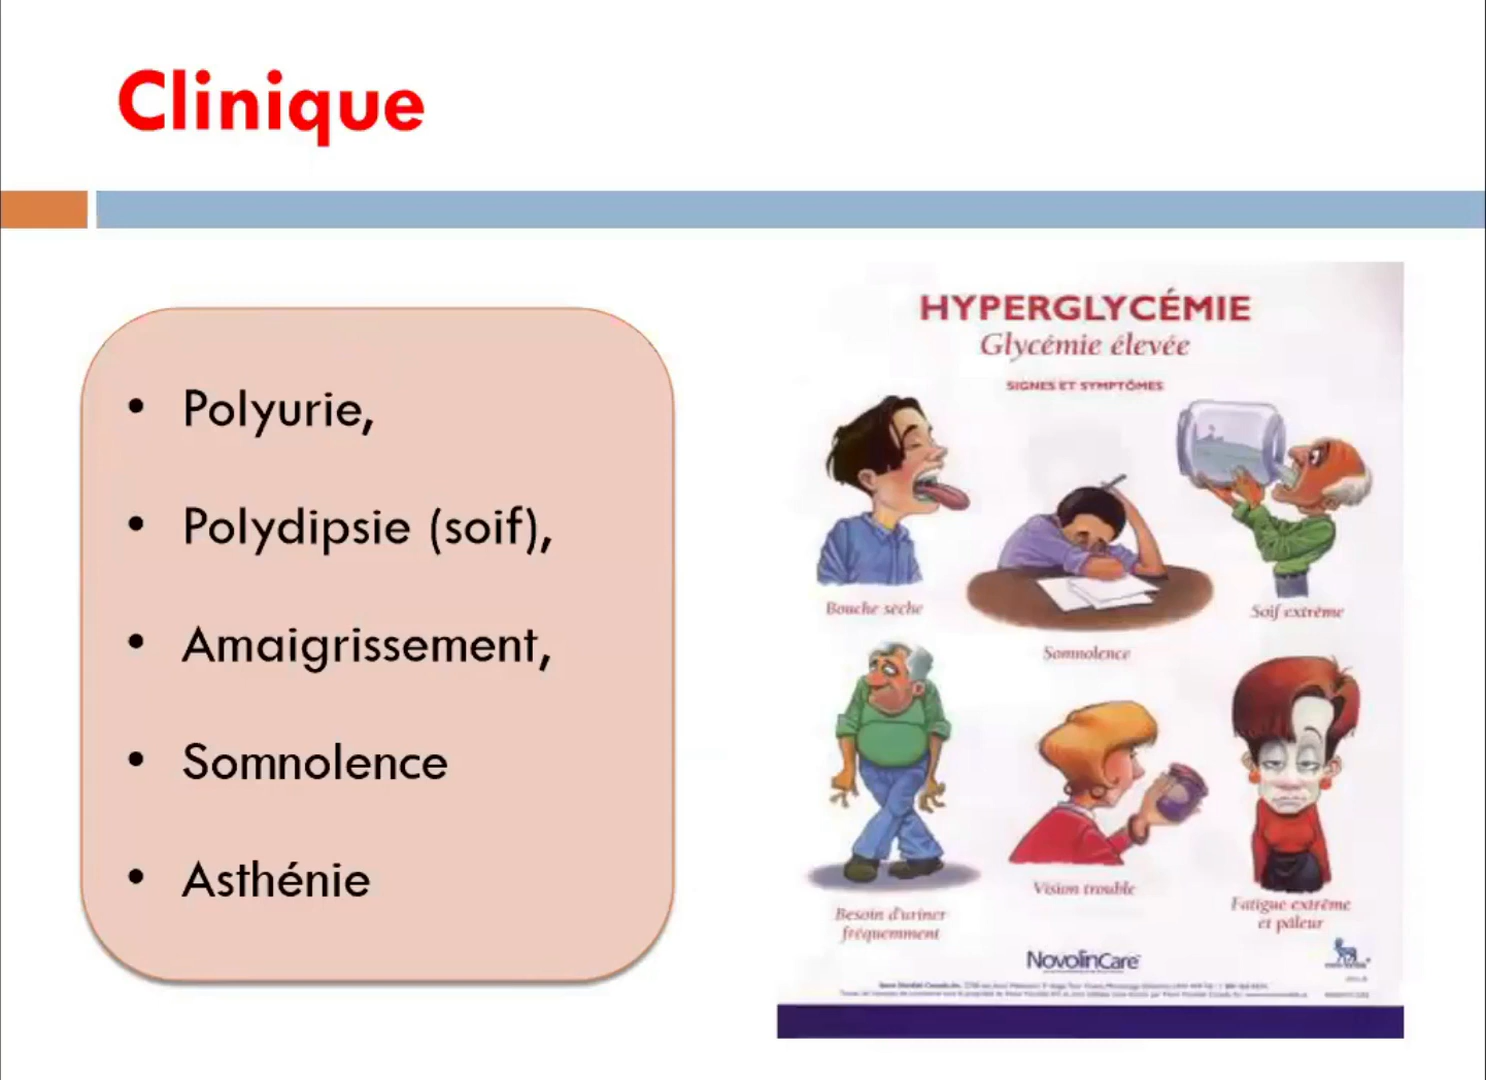 Clinique
• Polyurie,
• Polydipsie (soif),
• Amaigrissement,
• Somnolence
• Asthénie
HYPERGLYCÉMIE
Glycémie élevée
SIGNES ET SYMPTÔMES
Bouche sèche
Somnolence
Soif extrême
Besoin d'uriner
fréquemment
Vision trouble
Fatigue extrême
et pâleur
NovolinCare